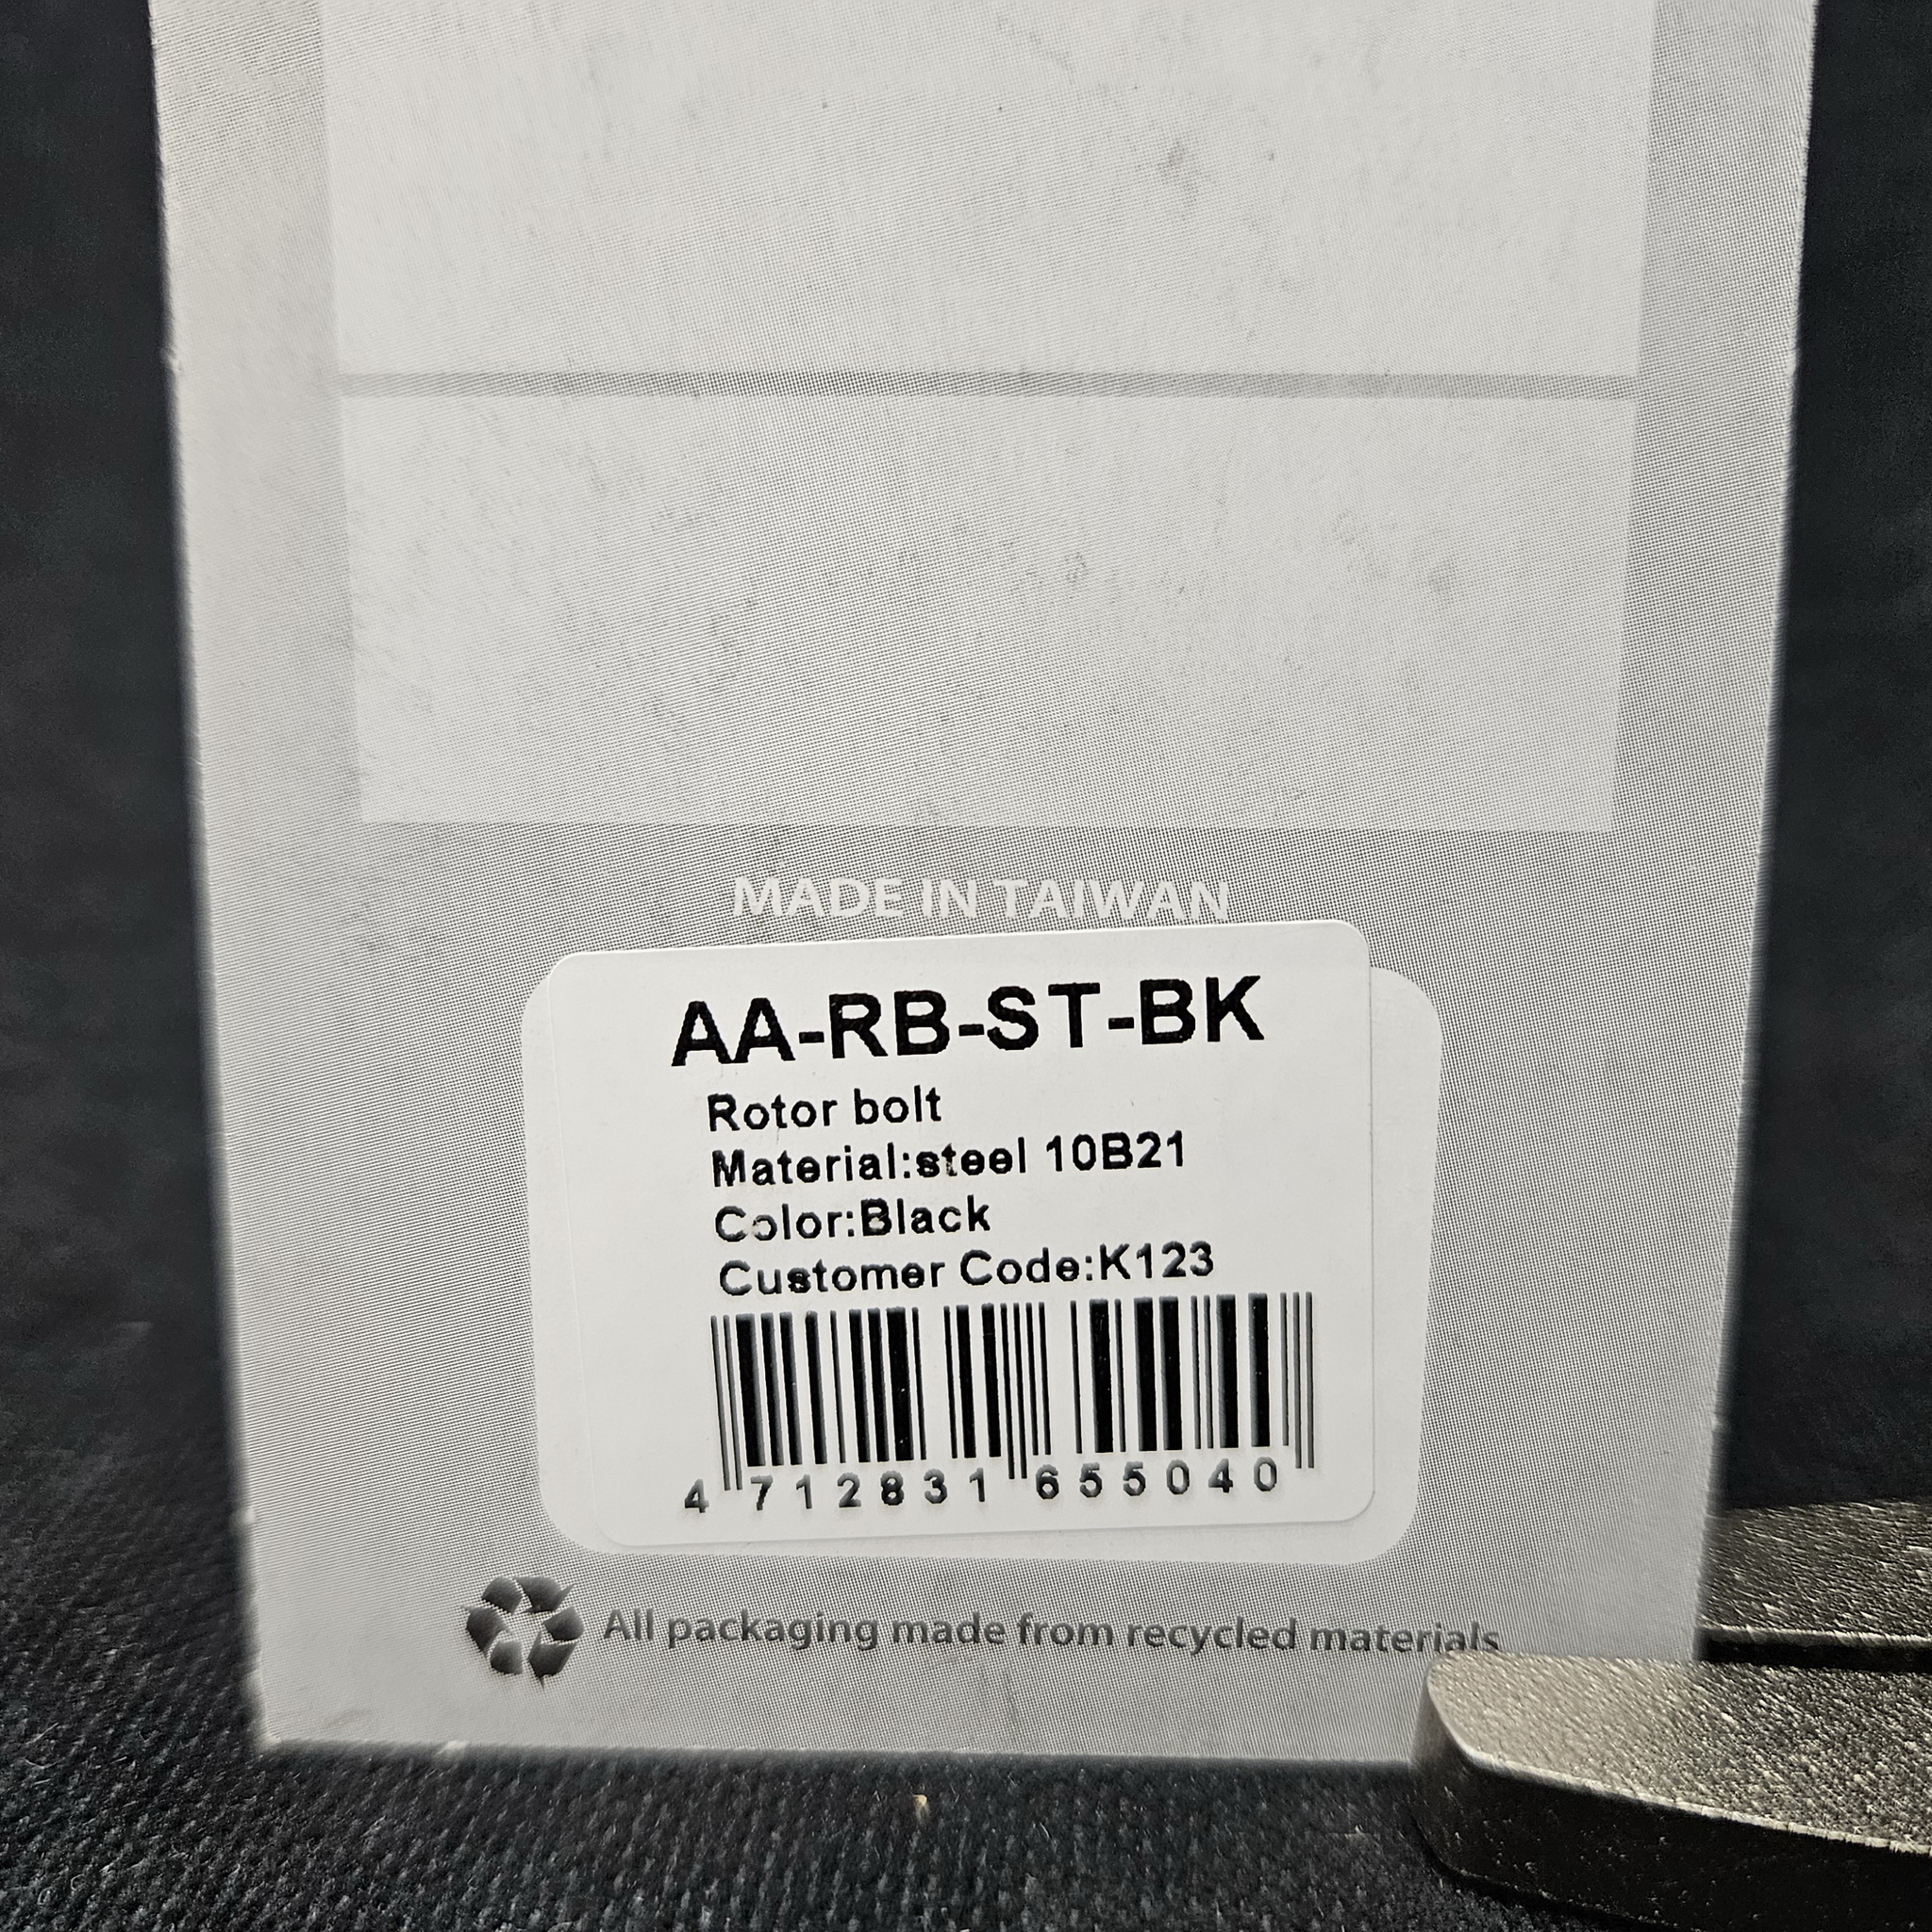 MADE IN TAIWAN
AA-RB-ST-BK
Rotor bolt
Material:steel 10B21
Color:Black
Customer Code:K123
4 712831 655040
All packaging made from recycled materials